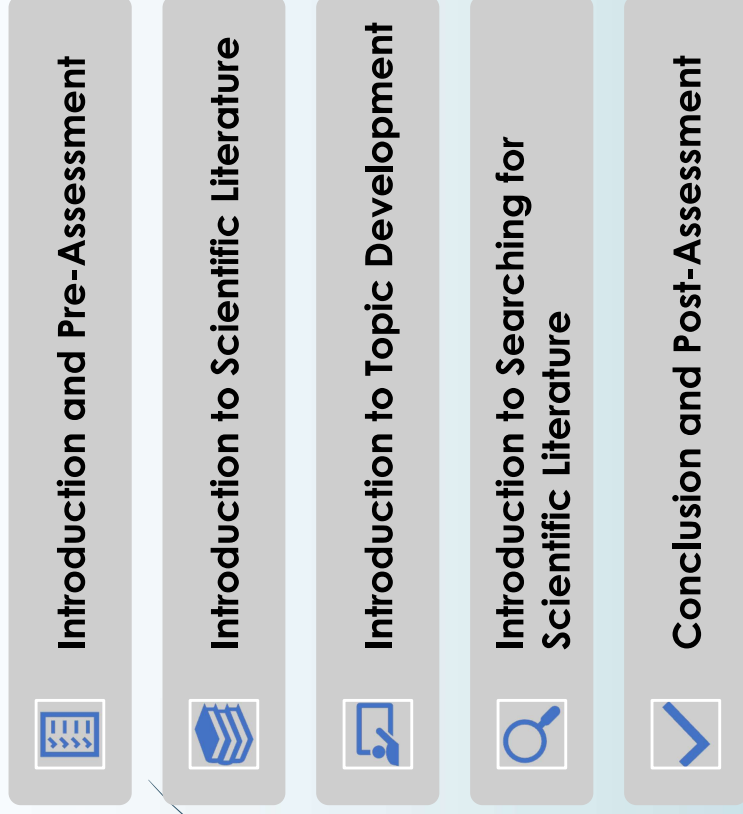 Introduction and Pre-Assessment
Introduction to Scientific Literature
Introduction to Topic Development
Introduction to Searching for
Scientific Literature
Conclusion and Post-Assessment